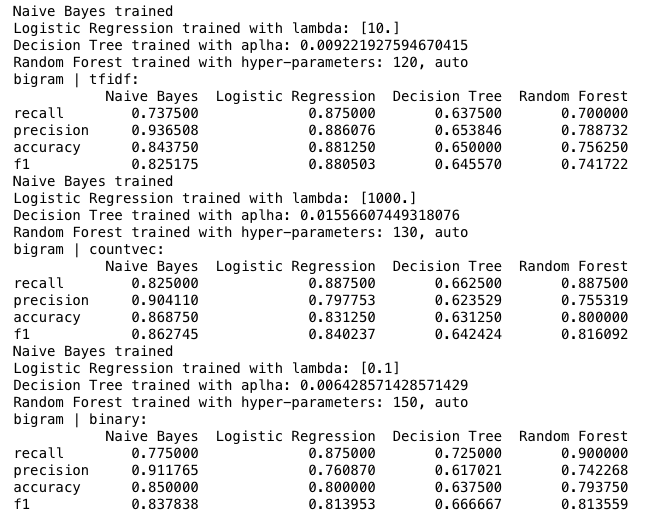 Naive Bayes trained
Logistic Regression trained with lambda: [10.]
Decision Tree trained with aplha: 0.009221927594670415
Random Forest trained with hyper-parameters: 120, auto
bigram | tfidf:
Naive Bayes  Logistic Regression  Decision Tree  Random Forest
recall 0.737500 0.875000 0.637500 0.700000
precision 0.936508 0.886076 0.653846 0.788732
accuracy 0.843750 0.881250 0.650000 0.756250
f1 0.825175 0.880503 0.645570 0.741722
Naive Bayes trained
Logistic Regression trained with lambda: [1000.]
Decision Tree trained with aplha: 0.01556607449318076
Random Forest trained with hyper-parameters: 130, auto
bigram | countvec:
Naive Bayes  Logistic Regression  Decision Tree  Random Forest
recall 0.825000 0.887500 0.662500 0.887500
precision 0.904110 0.797753 0.623529 0.755319
accuracy 0.868750 0.831250 0.631250 0.800000
f1 0.862745 0.840237 0.642424 0.816092
Naive Bayes trained
Logistic Regression trained with lambda: [0.1]
Decision Tree trained with aplha: 0.006428571428571429
Random Forest trained with hyper-parameters: 150, auto
bigram | binary:
Naive Bayes  Logistic Regression  Decision Tree  Random Forest
recall 0.775000 0.875000 0.725000 0.900000
precision 0.911765 0.760870 0.617021 0.742268
accuracy 0.850000 0.800000 0.637500 0.793750
f1 0.837838 0.813953 0.666667 0.813559